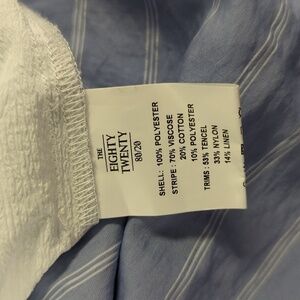 THE
EIGHTY
TWENTY
80/20
SHELL: 100% POLYESTER
STRIPE: 70% VISCOSE
20% COTTON
10% POLYESTER
TRIMS: 53% TENCEL
33% NYLON
14% LINEN